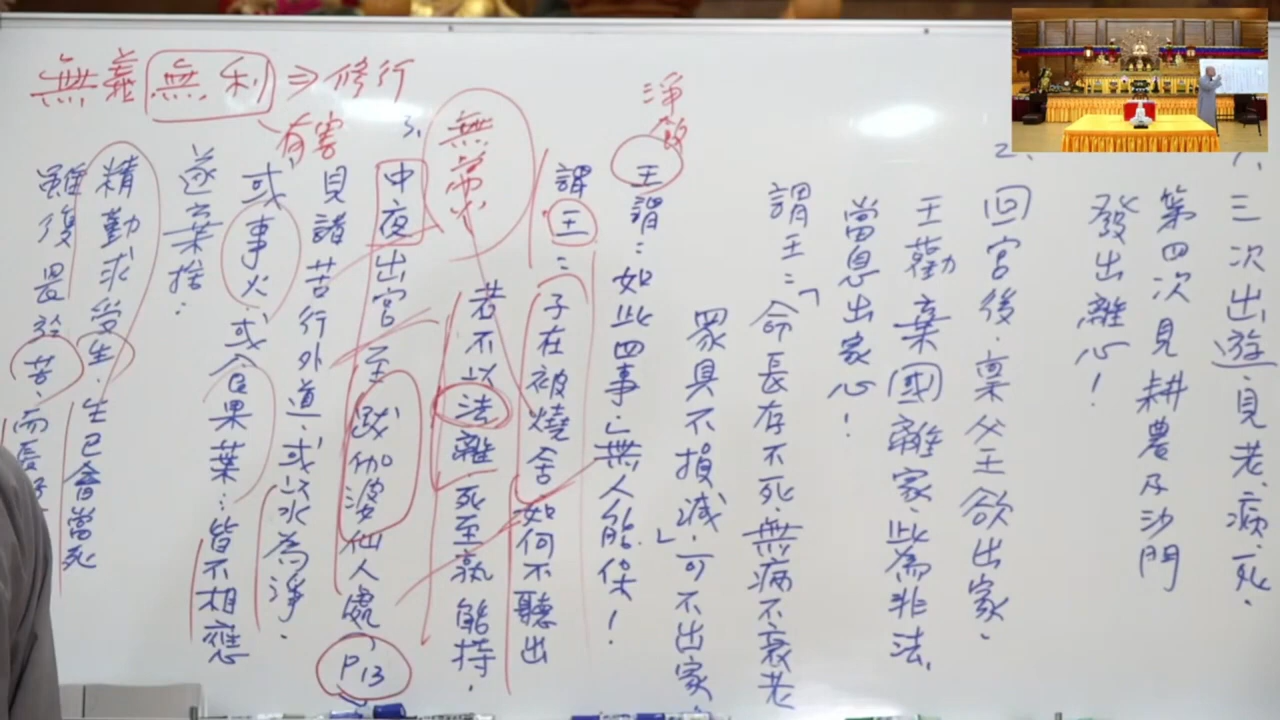 一、三次出遊，見老、病、死．
第四次見耕農及沙門
發出離心！
二、回宮後，稟父王欲出家．
王勸棄國離家，此為非法、
當息出家心！
謂王：「命長存不死、無病不衰老
眾具不損減」，可不出家、
淨飯
王謂：如此四事，無人能保！
謂王：子在被燒舍，如何不聽出
若不以法離，死至孰能持．
無
3、中夜出宮，至跋伽婆仙人處，P13
見諸苦行外道，或以水為淨．
或事火．或食果葉…皆不相應
遂棄捨．
精勤求受生．生已會當死
雖復畏於苦，而
無義無利⇒修行
有害